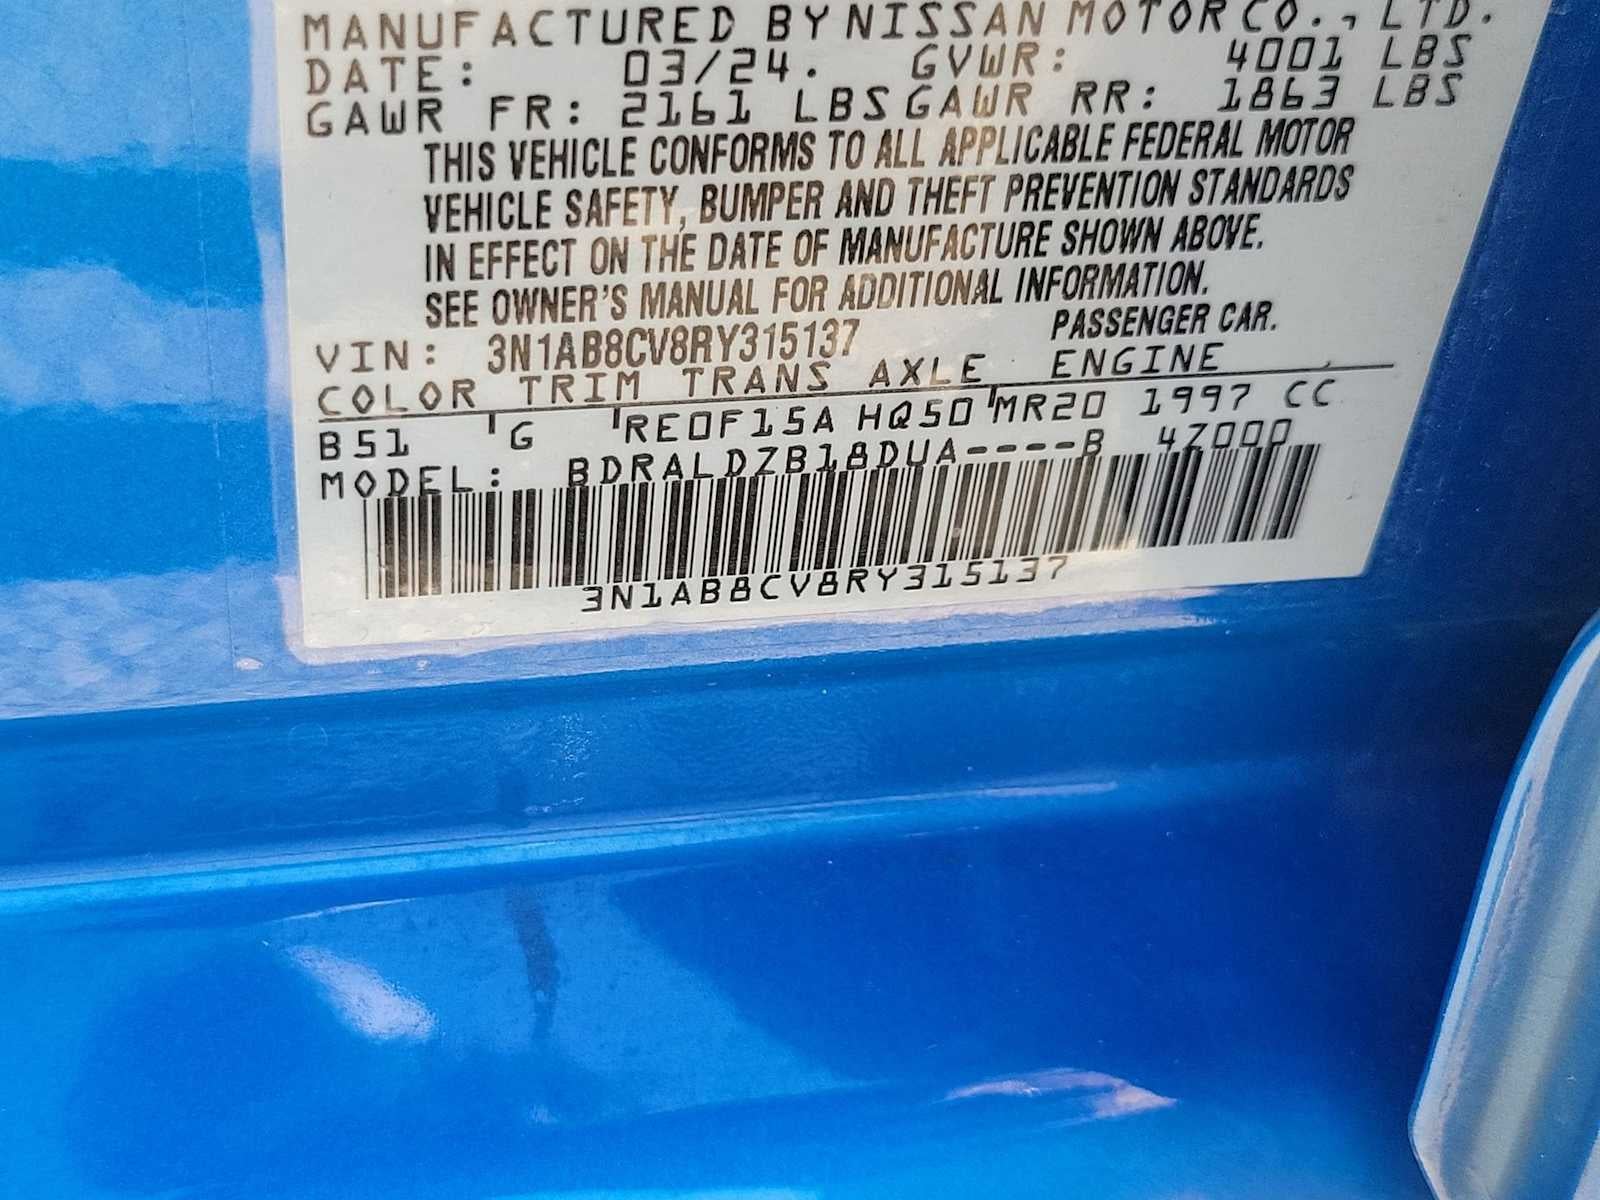 MANUFACTURED BY NISSAN MOTOR CO., LTD.
DATE: 03/24. GVWR: 4001 LBS
GAWR FR: 2161 LBS GAWR RR: 1863 LBS
THIS VEHICLE CONFORMS TO ALL APPLICABLE FEDERAL MOTOR
VEHICLE SAFETY, BUMPER AND THEFT PREVENTION STANDARDS
IN EFFECT ON THE DATE OF MANUFACTURE SHOWN ABOVE.
SEE OWNER'S MANUAL FOR ADDITIONAL INFORMATION.
VIN: 3N1AB8CV8RY315137 PASSENGER CAR.
COLOR TRIM TRANS AXLE ENGINE
B51 G RE0F15A HQ50 MR20 1997 CC
MODEL: BDRALDZB18DUA----B 4Z000
3N1AB8CV8RY315137